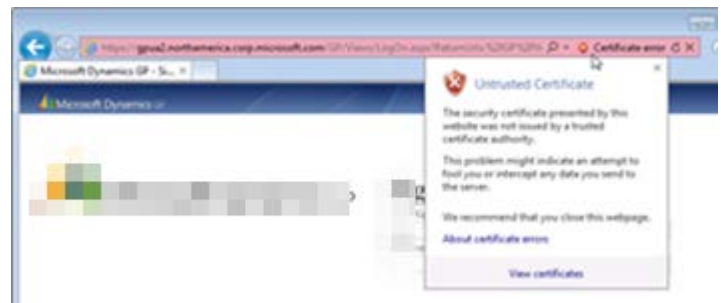 https://gpua2.northamerica.corp.microsoft.com/GP/Views/LogOn.aspx Certificate error
Microsoft Dynamics GP - Si...
Microsoft Dynamics GP
Untrusted Certificate
The security certificate presented by this
website was not issued by a trusted
certificate authority.
This problem might indicate an attempt to
fool you or intercept any data you send to
the server.
We recommend that you close this webpage.
About certificate errors
View certificates